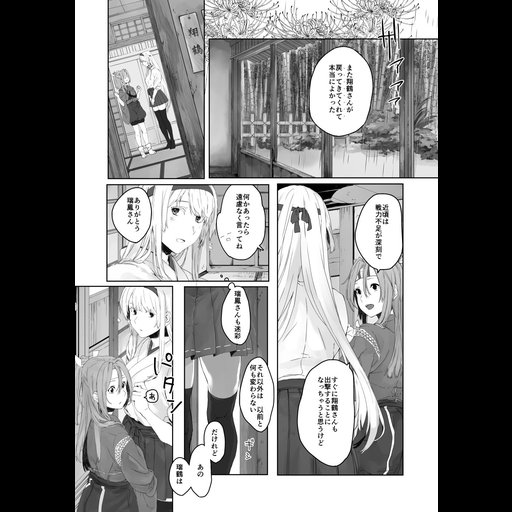 翔鶴
ザアアァ
また翔鶴さんが
戻ってきてくれて
本当によかった
近頃は
戦力不足が深刻で
すぐに翔鶴さんも
出撃することに
なっちゃうと思うけど
何かあったら
遠慮なく言ってね
ありがとう
瑞鳳さん
瑞鳳さんも迷彩
それ以外は以前と
何も変わらない
だけれど
ギシ
あの
瑞鶴は
パタン
あ